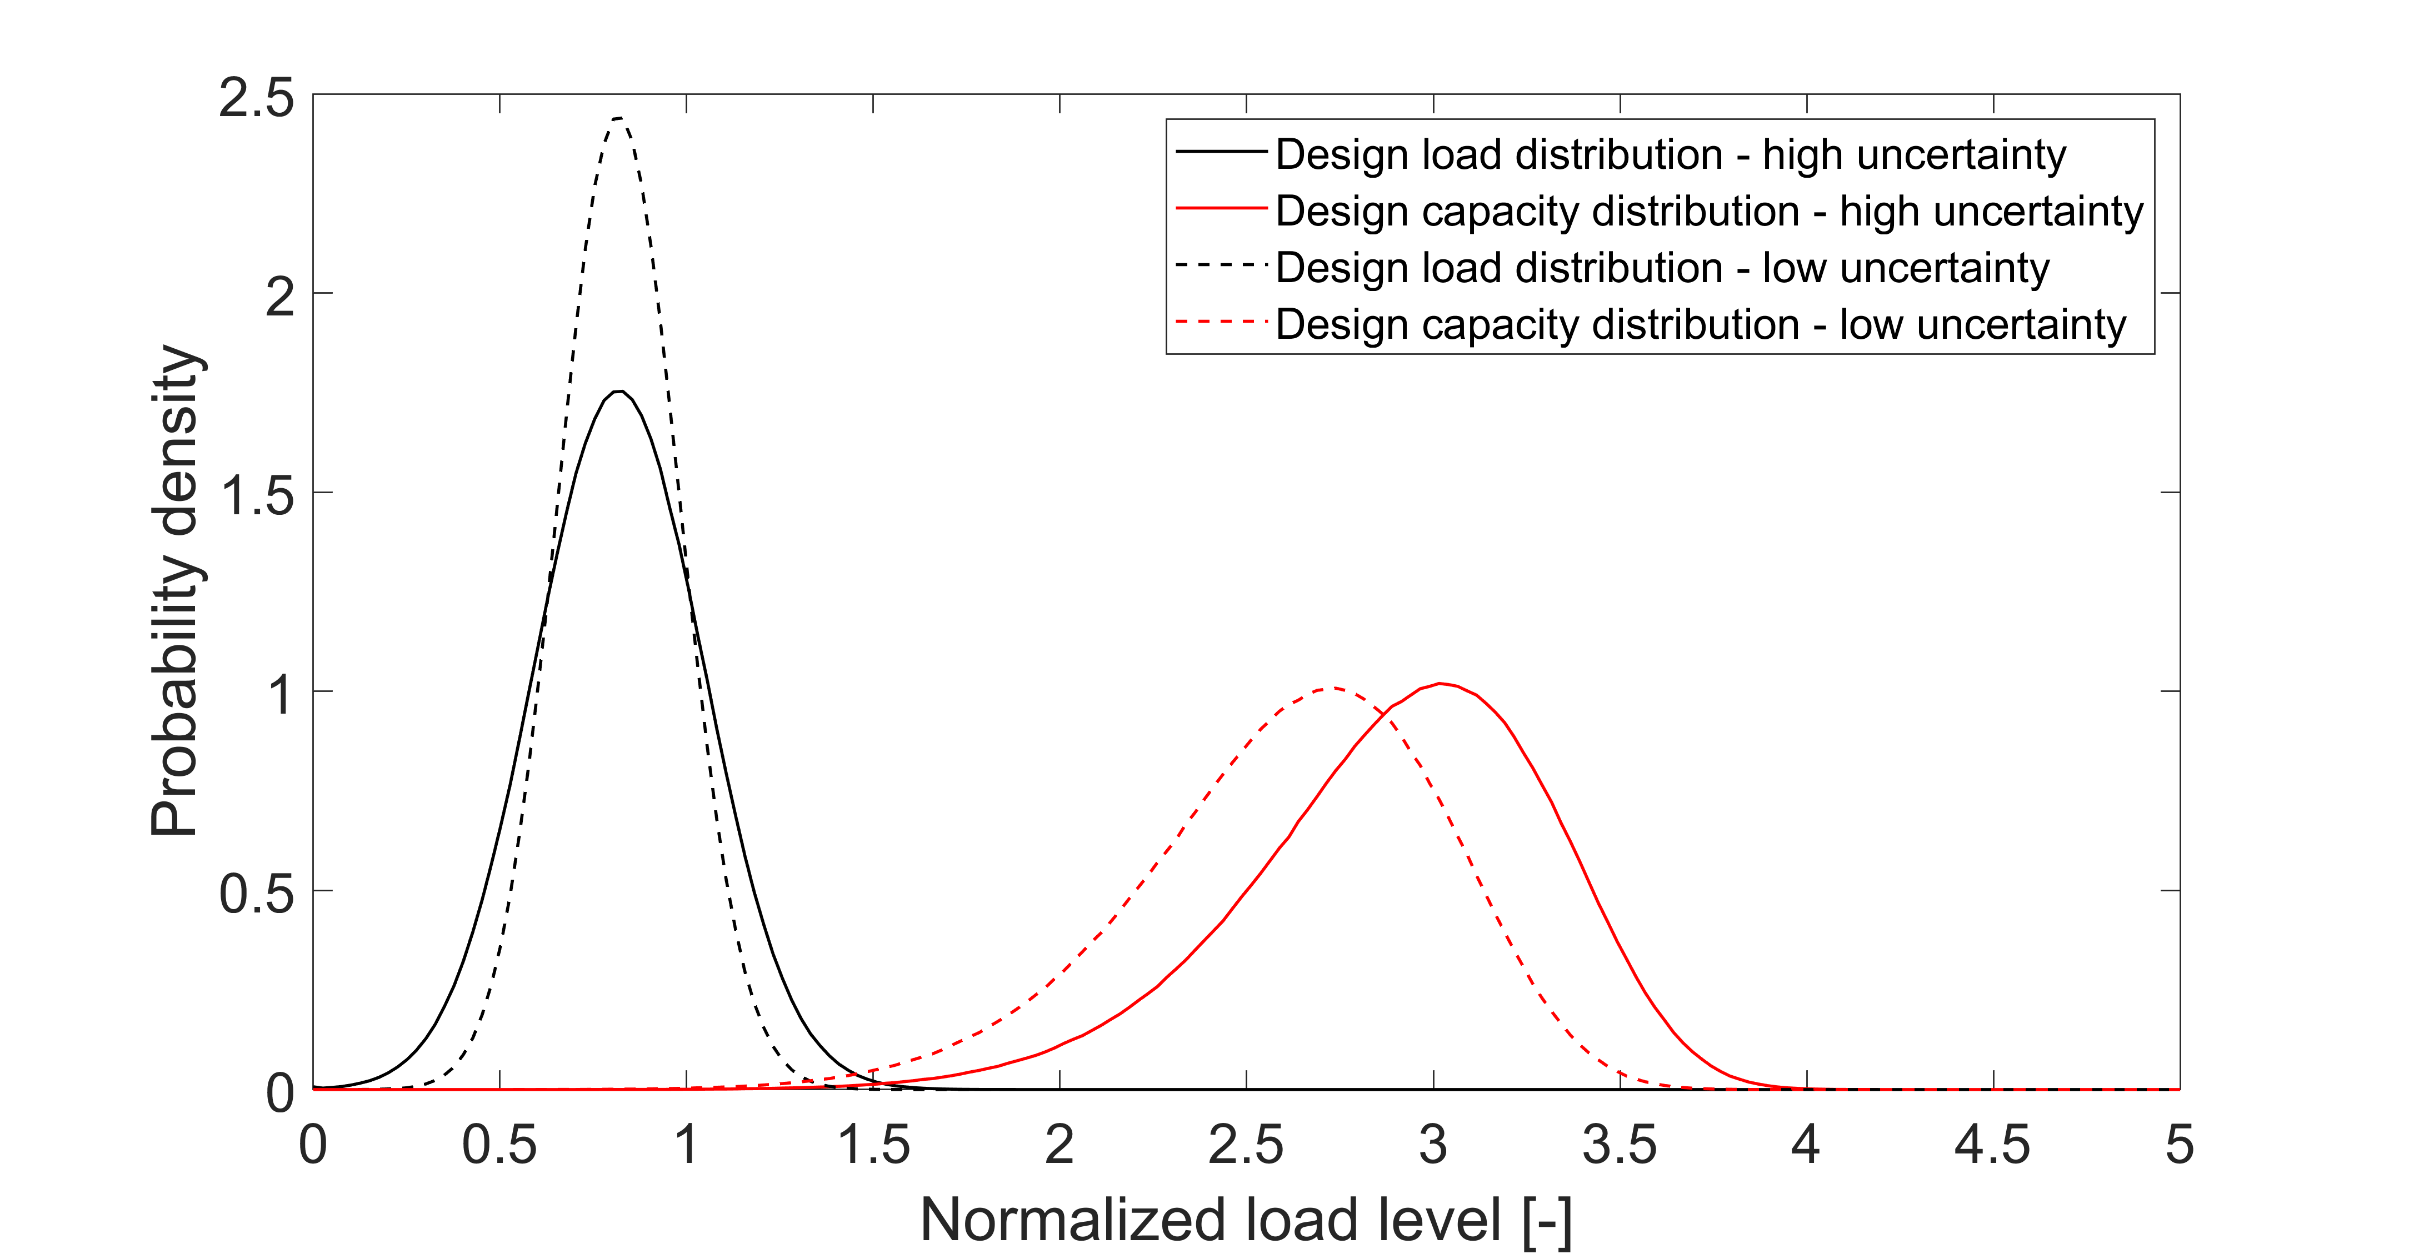 2.5
2
1.5
1
0.5
0
Probability density
Design load distribution - high uncertainty
Design capacity distribution - high uncertainty
Design load distribution - low uncertainty
Design capacity distribution - low uncertainty
0 0.5 1 1.5 2 2.5 3 3.5 4 4.5 5
Normalized load level [-]